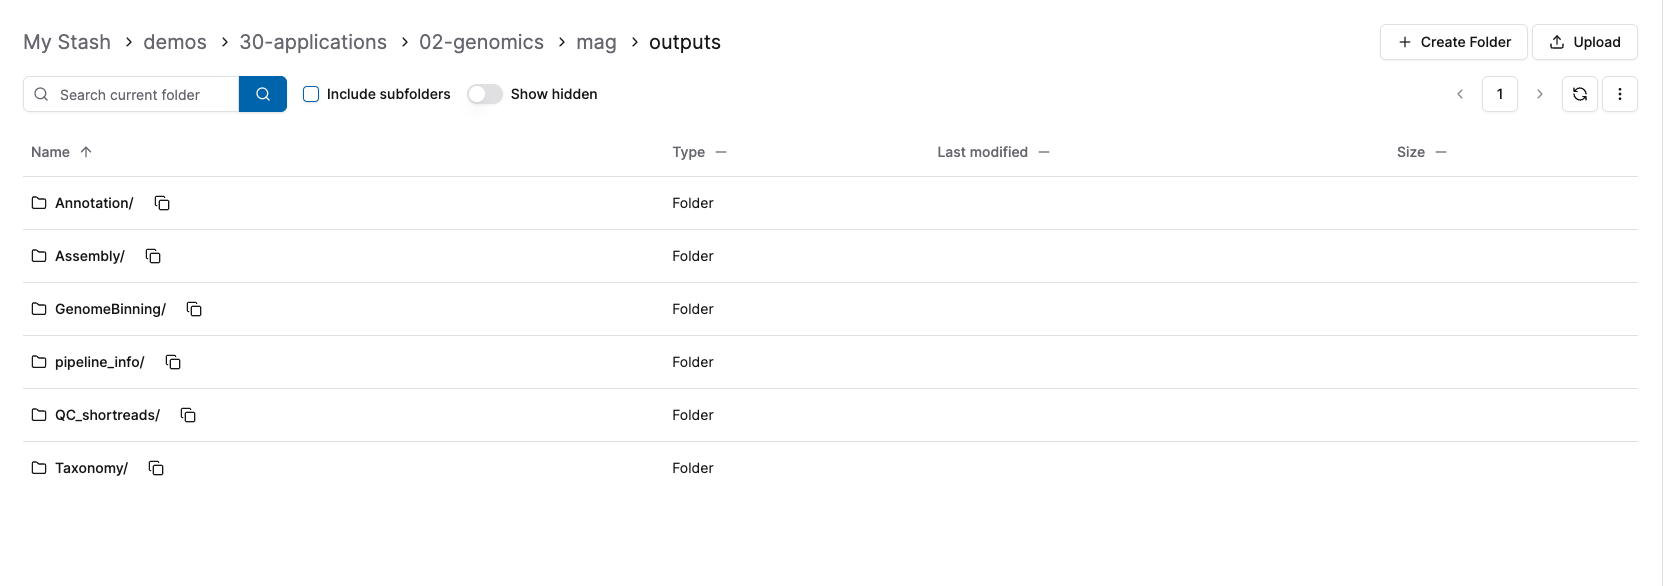 My Stash > demos > 30-applications > 02-genomics > mag > outputs
Create Folder
Upload
Search current folder
Include subfolders
Show hidden
1
Name Type Last modified Size
Annotation/ Folder
Assembly/ Folder
GenomeBinning/ Folder
pipeline_info/ Folder
QC_shortreads/ Folder
Taxonomy/ Folder